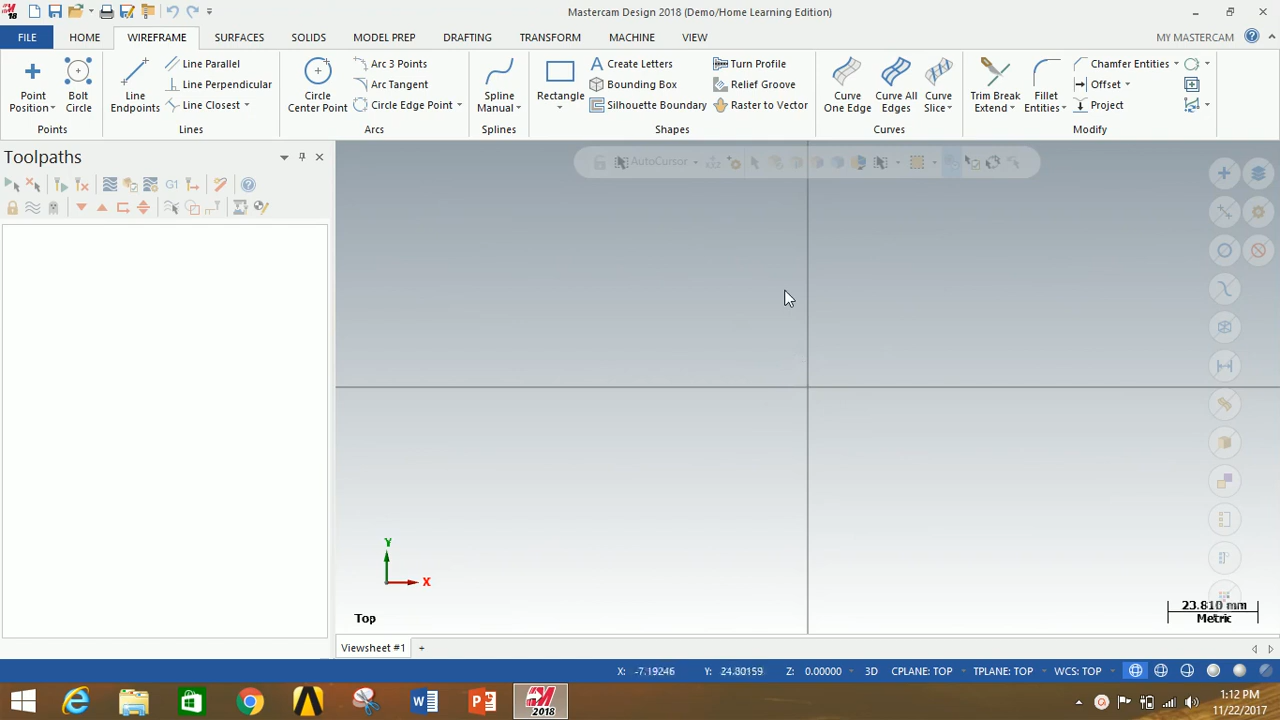 18
Mastercam Design 2018 (Demo/Home Learning Edition)
FILE HOME WIREFRAME SURFACES SOLIDS MODEL PREP DRAFTING TRANSFORM MACHINE VIEW MY MASTERCAM
Point Position
Bolt Circle
Points
Line Endpoints
Line Parallel
Line Perpendicular
Line Closest
Lines
Circle Center Point
Arc 3 Points
Arc Tangent
Circle Edge Point
Arcs
Spline Manual
Splines
Rectangle
Create Letters
Bounding Box
Silhouette Boundary
Turn Profile
Relief Groove
Raster to Vector
Shapes
Curve One Edge
Curve All Edges
Curve Slice
Curves
Trim Break Extend
Fillet Entities
Chamfer Entities
Offset
Project
Modify
Toolpaths
G1
AutoCursor
Y
X
Top
23.810 mm
Metric
Viewsheet #1 +
X: -7.19246 Y: 24.80159 Z: 0.00000 3D CPLANE: TOP TPLANE: TOP WCS: TOP
2018
1:12 PM
11/22/2017